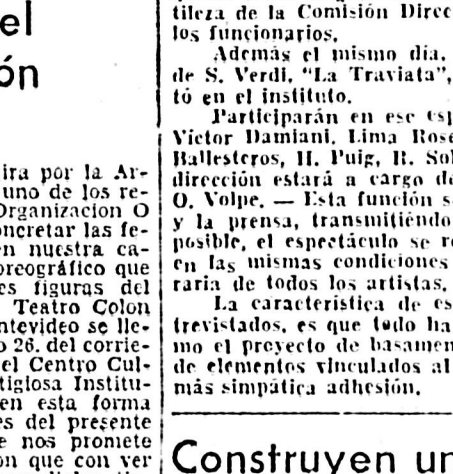 el
ón
ira por la Ar-
uno de los re-
Organizacion O
ncretar las fe-
en nuestra ca-
oreográfico que
es figuras del
Teatro Colon
ntevideo se lle-
o 26. del corrie-
el Centro Cul-
tigiosa Institu-
en esta forma
es del presente
e nos promete
on que con ver
tileza de la Comisión Direc
los funcionarios.
Además el mismo día,
de S. Verdi, "La Traviata",
tó en el instituto.
Participarán en ese esp
Víctor Damiani, Lima Rose
Ballesteros, H. Puig, R. Sol
dirección estará a cargo de
O. Volpe. — Esta función s
y la prensa, transmitiendo
posible, el espectáculo se r
en las mismas condiciones
raria de todos los artistas.
La característica de es
trevistados, es que todo ha
mo el proyecto de basamen
de elementos vinculados al
más simpática adhesión.
Construyen un